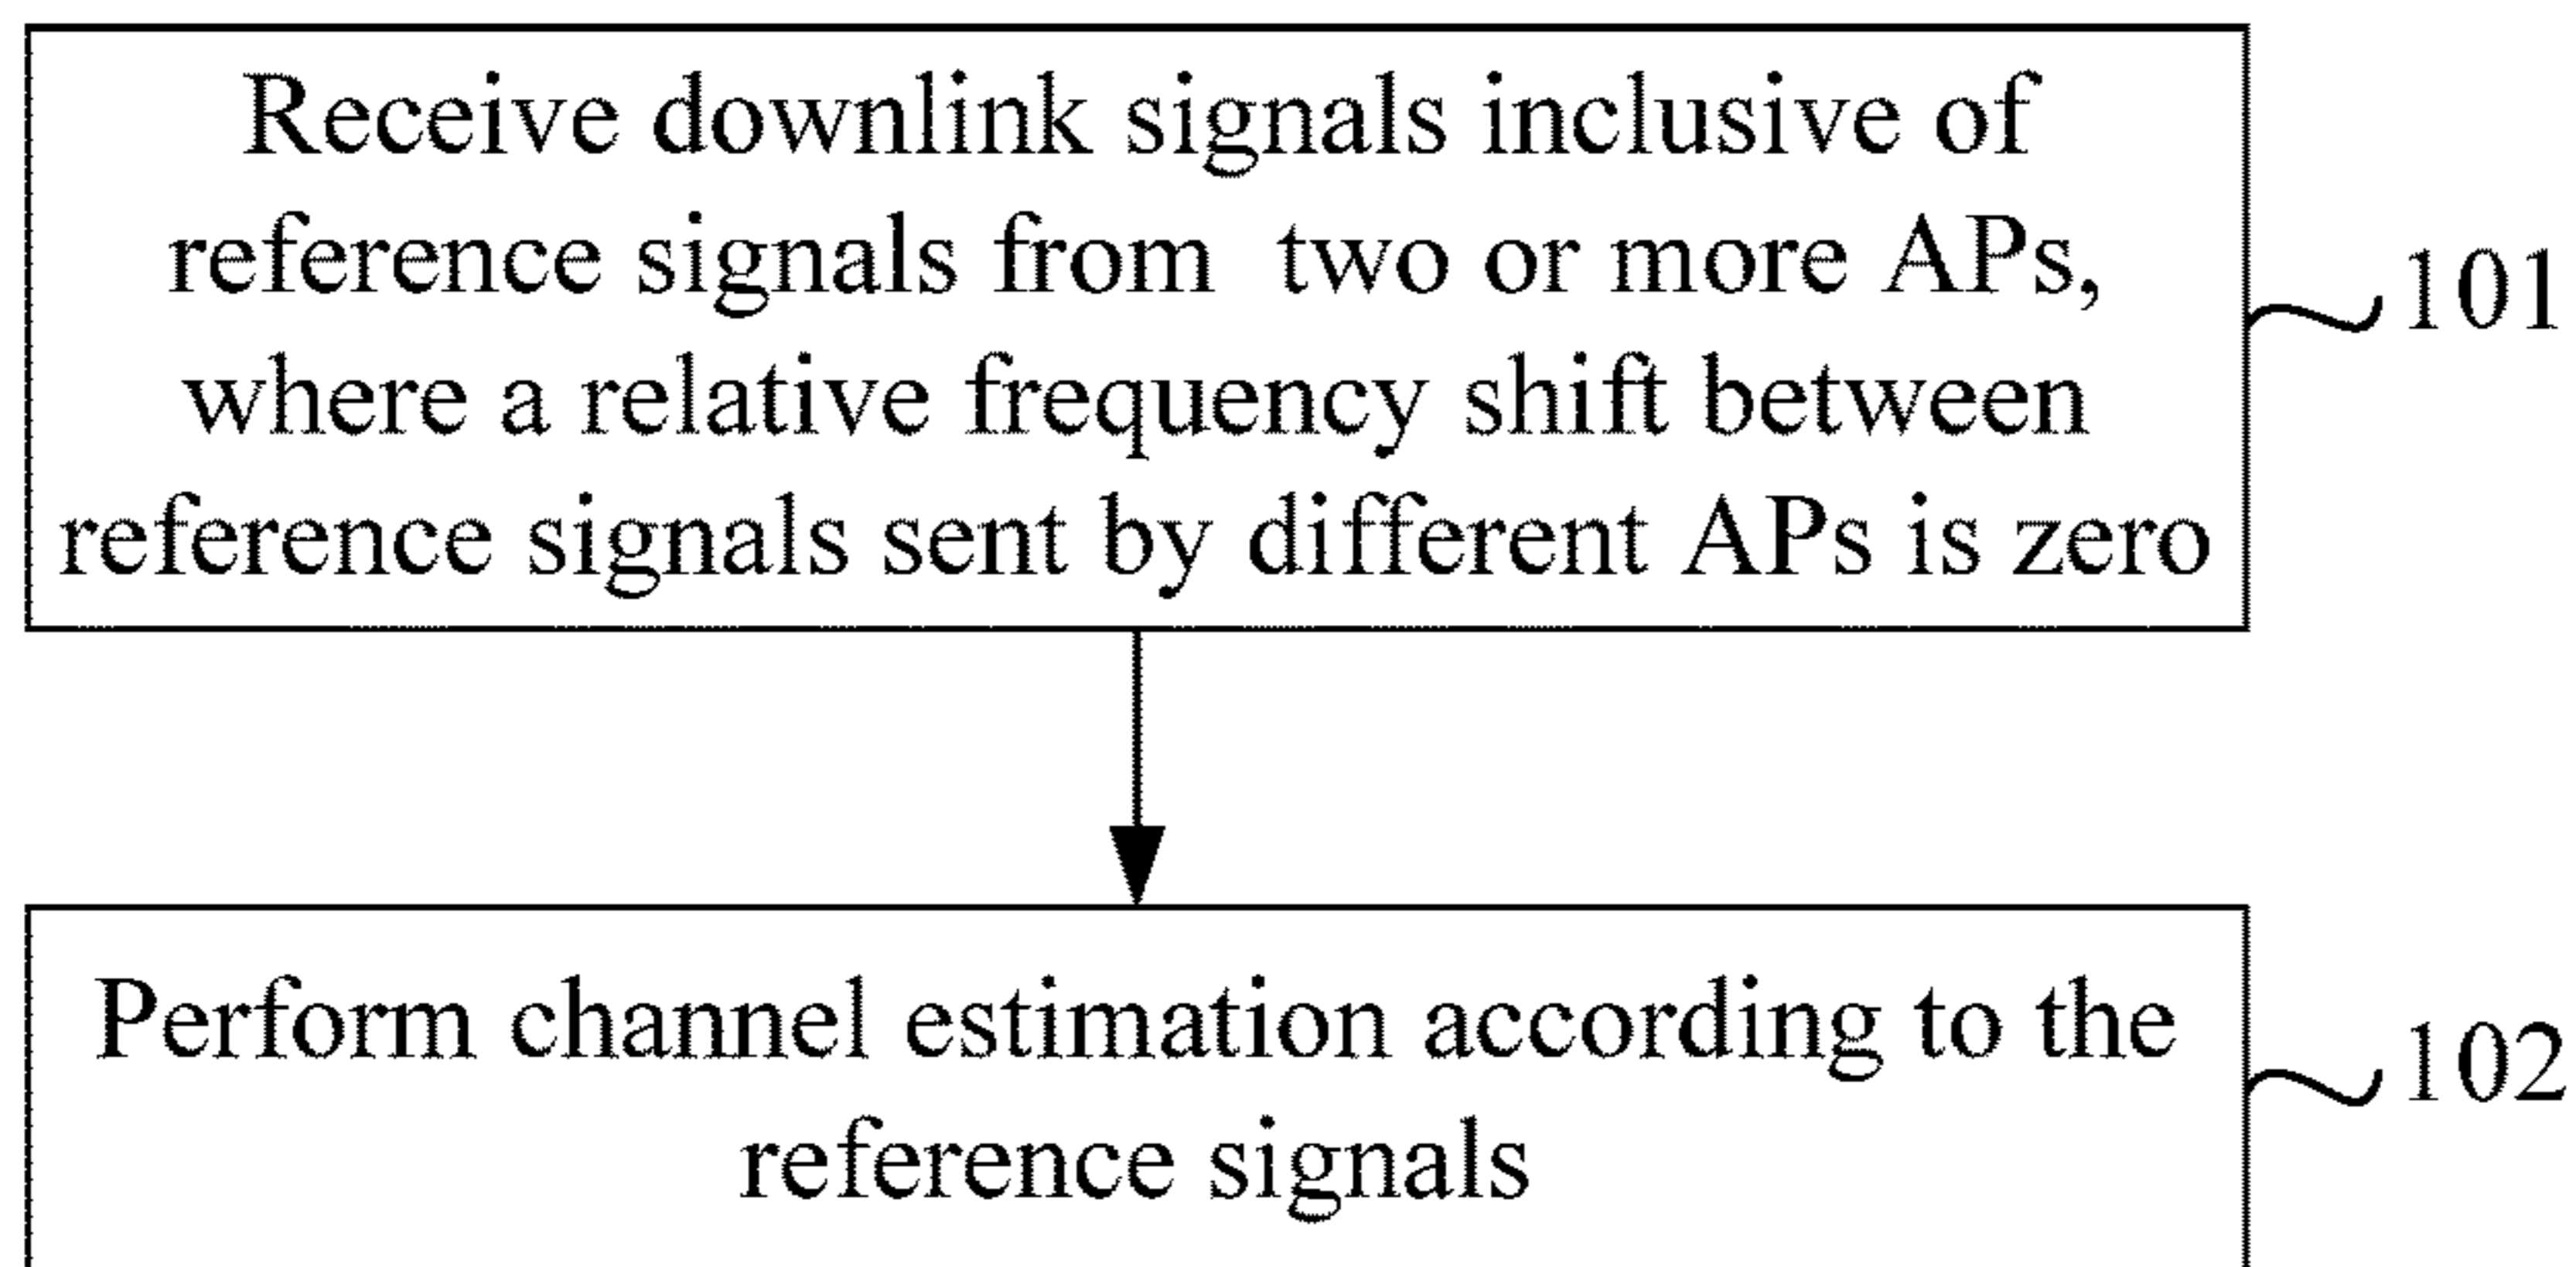 Receive downlink signals inclusive of
reference signals from two or more APs,
where a relative frequency shift between
reference signals sent by different APs is zero
101
Perform channel estimation according to the
reference signals
102